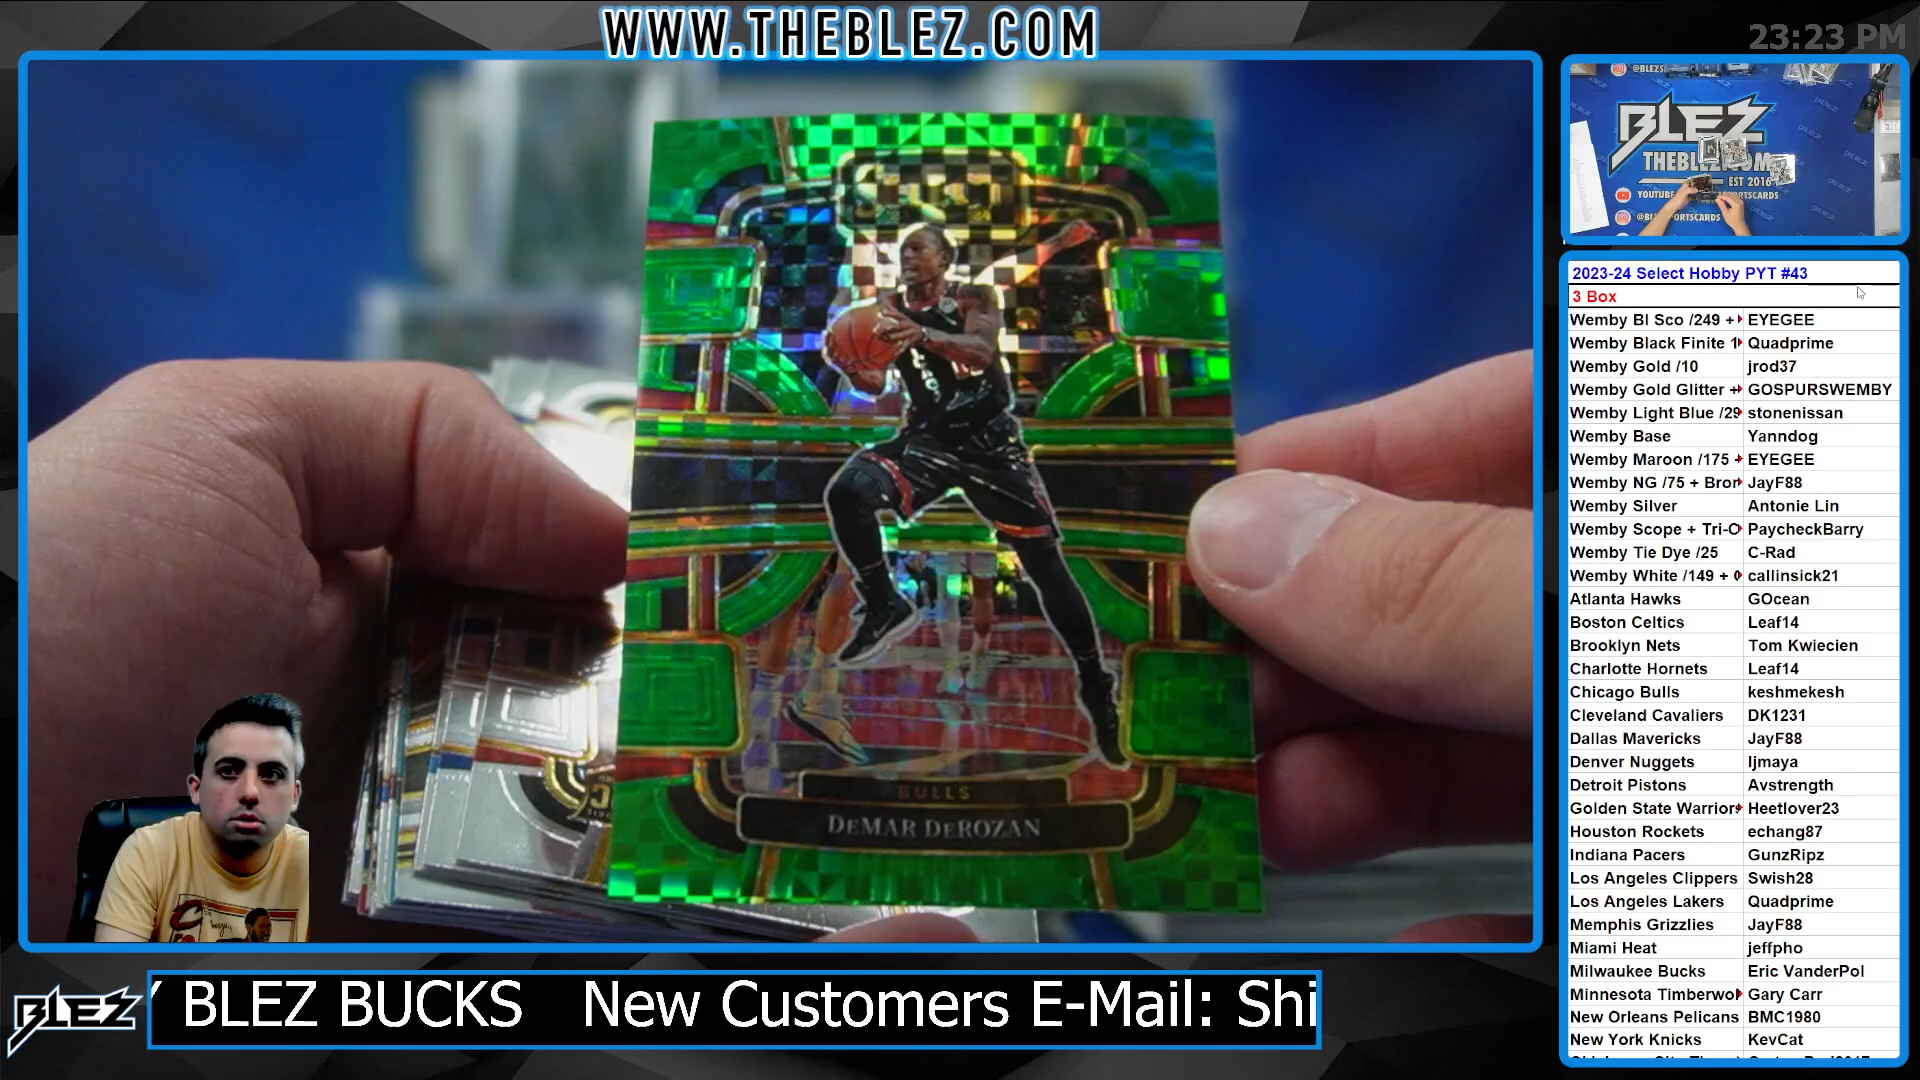 WWW.THEBLEZ.COM
23:23 PM
BULLS
DEMAR DEROZAN
@BLEZS
BLEZ
THEBLEZ.COM
EST 2016
YOUTUBE
SPORTSCARDS
2023-24 Select Hobby PYT #43
3 Box
Wemby Bl Sco /249 + EYEGEE
Wemby Black Finite 1 Quadprime
Wemby Gold /10 jrod37
Wemby Gold Glitter + GOSPURSWEMBY
Wemby Light Blue /29 stonenissan
Wemby Base Yanndog
Wemby Maroon /175 + EYEGEE
Wemby NG /75 + Bron JayF88
Wemby Silver Antonie Lin
Wemby Scope + Tri-C PaycheckBarry
Wemby Tie Dye /25 C-Rad
Wemby White /149 + callinsick21
Atlanta Hawks GOcean
Boston Celtics Leaf14
Brooklyn Nets Tom Kwiecien
Charlotte Hornets Leaf14
Chicago Bulls keshmekesh
Cleveland Cavaliers DK1231
Dallas Mavericks JayF88
Denver Nuggets ljmaya
Detroit Pistons Avstrength
Golden State Warriors Heetlover23
Houston Rockets echang87
Indiana Pacers GunzRipz
Los Angeles Clippers Swish28
Los Angeles Lakers Quadprime
Memphis Grizzlies JayF88
Miami Heat jeffpho
Milwaukee Bucks Eric VanderPol
Minnesota Timberwol Gary Carr
New Orleans Pelicans BMC1980
New York Knicks KevCat
BLEZ
Y BLEZ BUCKS New Customers E-Mail: Shi